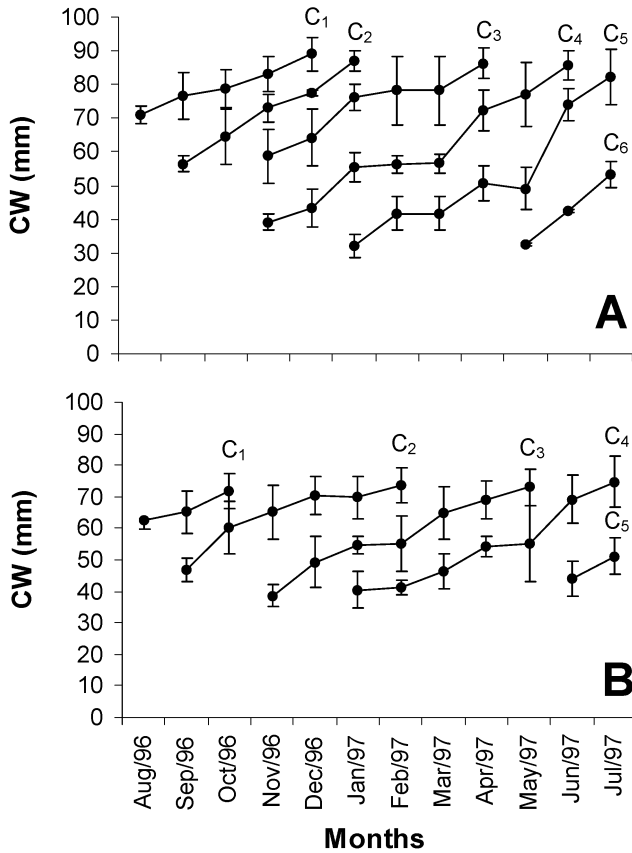 C1 C2 C3 C4 C5
100
90
80
70
60
50
40
30
20
10
0
CW (mm)
C6
A
100
90
80
70
60
50
40
30
20
10
0
CW (mm)
C1 C2 C3 C4
C5
B
Aug/96 Sep/96 Oct/96 Nov/96 Dec/96 Jan/97 Feb/97 Mar/97 Apr/97 May/97 Jun/97 Jul/97
Months